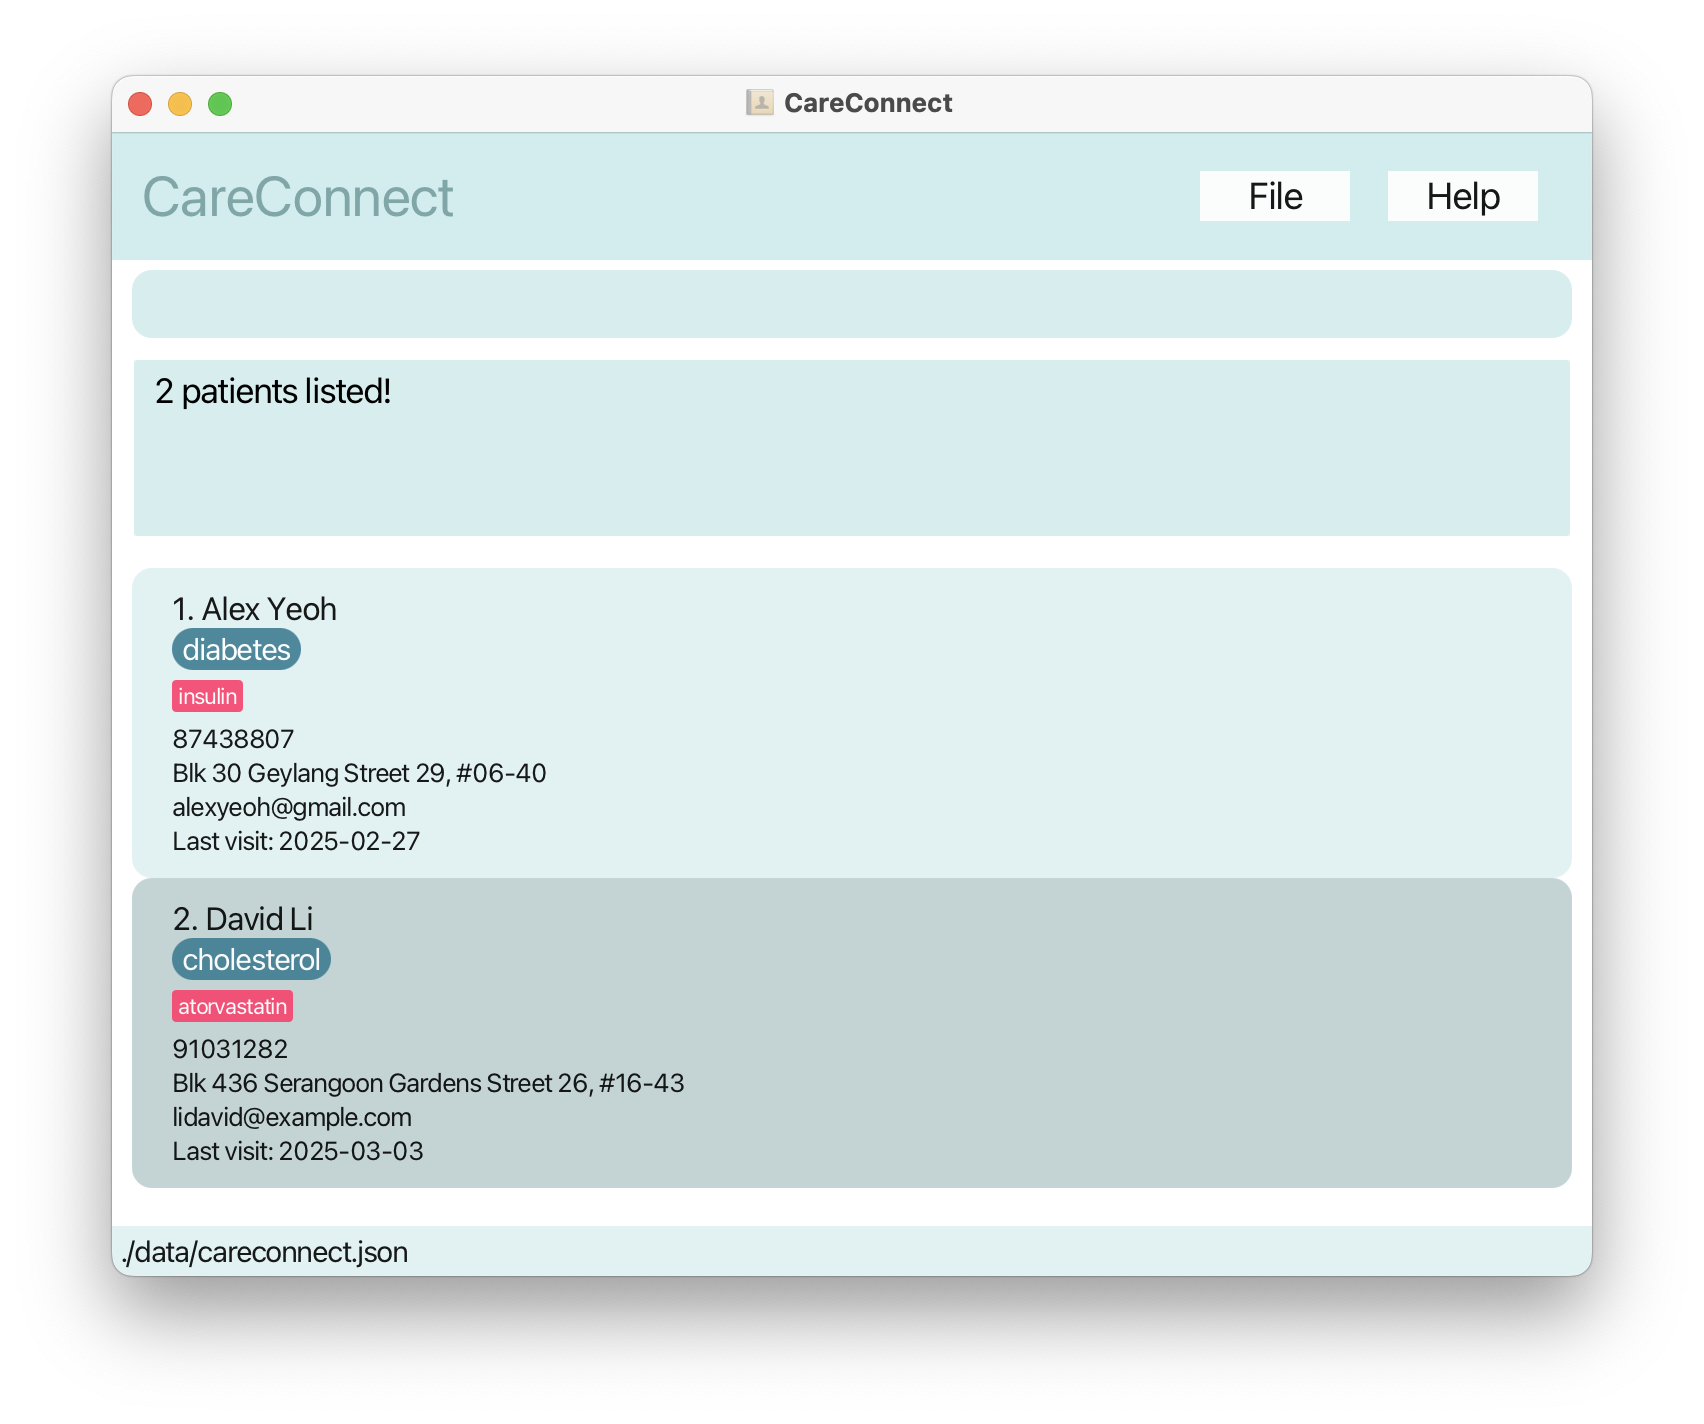 CareConnect
CareConnect
File
Help
2 patients listed!
1. Alex Yeoh
diabetes
insulin
87438807
Blk 30 Geylang Street 29, #06-40
alexyeoh@gmail.com
Last visit: 2025-02-27
2. David Li
cholesterol
atorvastatin
91031282
Blk 436 Serangoon Gardens Street 26, #16-43
lidavid@example.com
Last visit: 2025-03-03
./data/careconnect.json